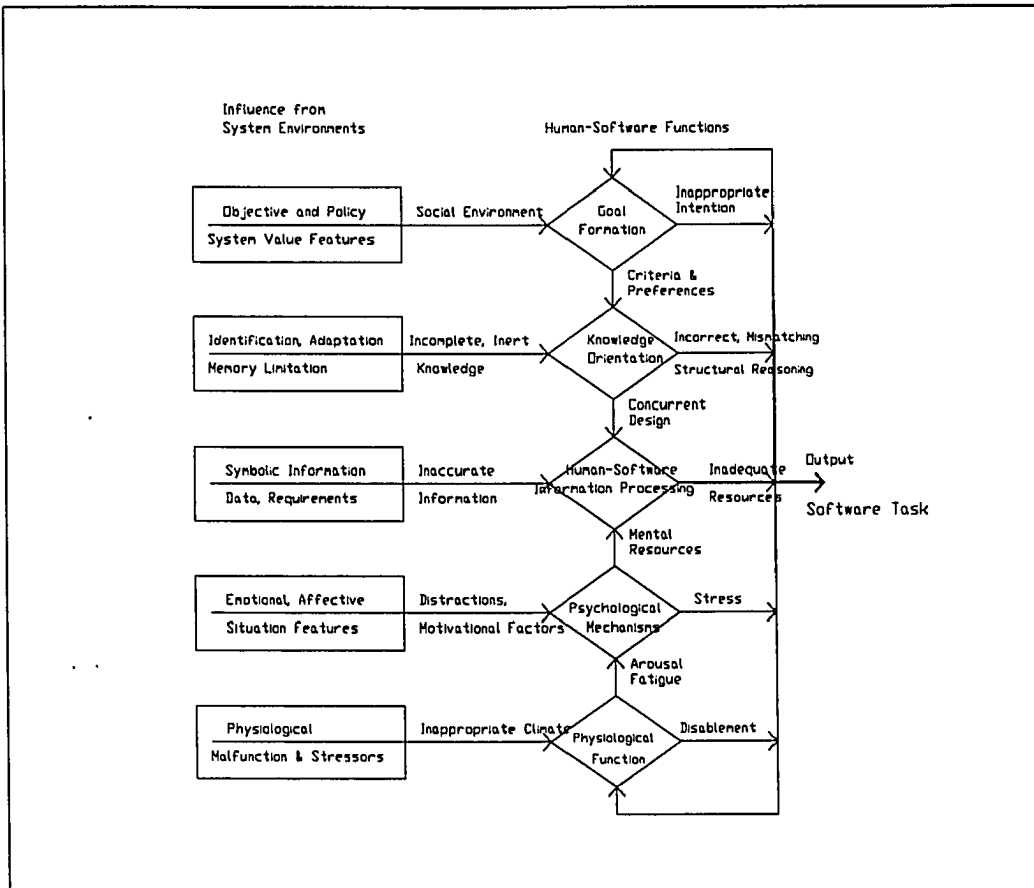 Influence from
System Environments
Human-Software Functions
Objective and Policy
System Value Features
Social Environment
Goal
Formation
Inappropriate
Intention
Criteria &
Preferences
Identification, Adaptation
Memory Limitation
Incomplete, Inert
Knowledge
Knowledge
Orientation
Incorrect, Mismatching
Structural Reasoning
Concurrent
Design
Symbolic Information
Data, Requirements
Inaccurate
Information
Human-Software
Information Processing
Inadequate
Resources
Output
Software Task
Mental
Resources
Emotional, Affective
Situation Features
Distractions,
Motivational Factors
Psychological
Mechanisms
Stress
Arousal
Fatigue
Physiological
Malfunction & Stressors
Inappropriate Climate
Physiological
Function
Disablement